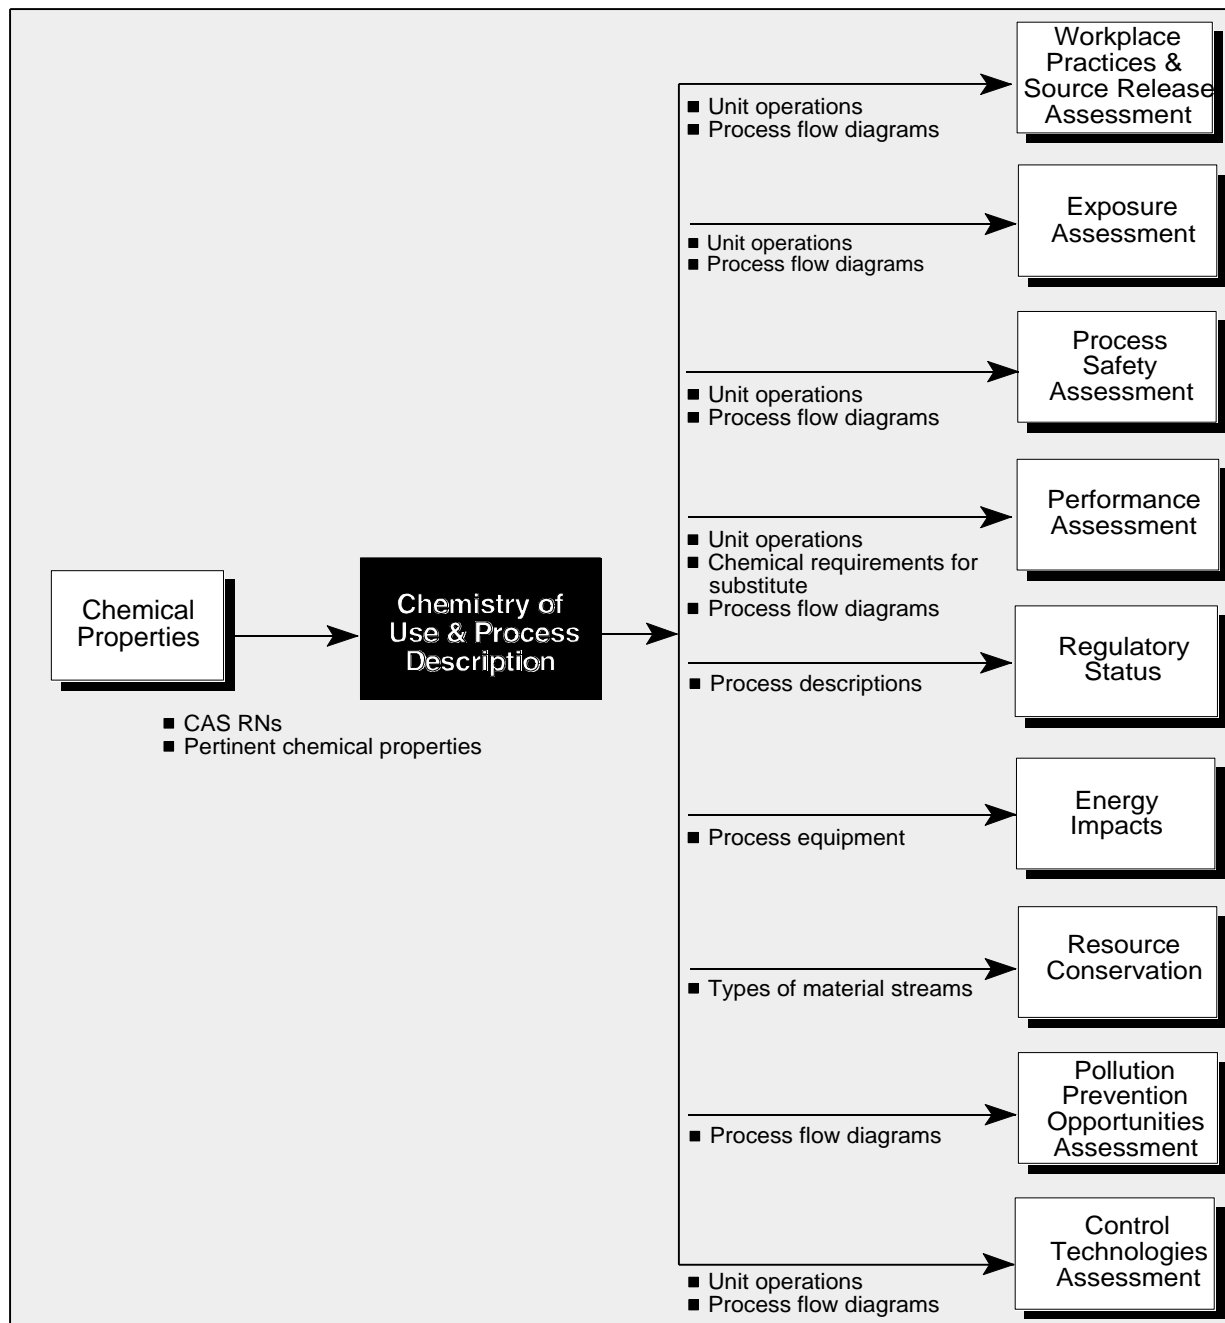 Workplace
Practices &
Source Release
Assessment
■ Unit operations
■ Process flow diagrams
Exposure
Assessment
■ Unit operations
■ Process flow diagrams
Process
Safety
Assessment
■ Unit operations
■ Process flow diagrams
Performance
Assessment
■ Unit operations
■ Chemical requirements for
substitute
■ Process flow diagrams
Chemical
Properties
■ CAS RNs
■ Pertinent chemical properties
Chemistry of
Use & Process
Description
Regulatory
Status
■ Process descriptions
Energy
Impacts
■ Process equipment
Resource
Conservation
■ Types of material streams
Pollution
Prevention
Opportunities
Assessment
■ Process flow diagrams
Control
Technologies
Assessment
■ Unit operations
■ Process flow diagrams